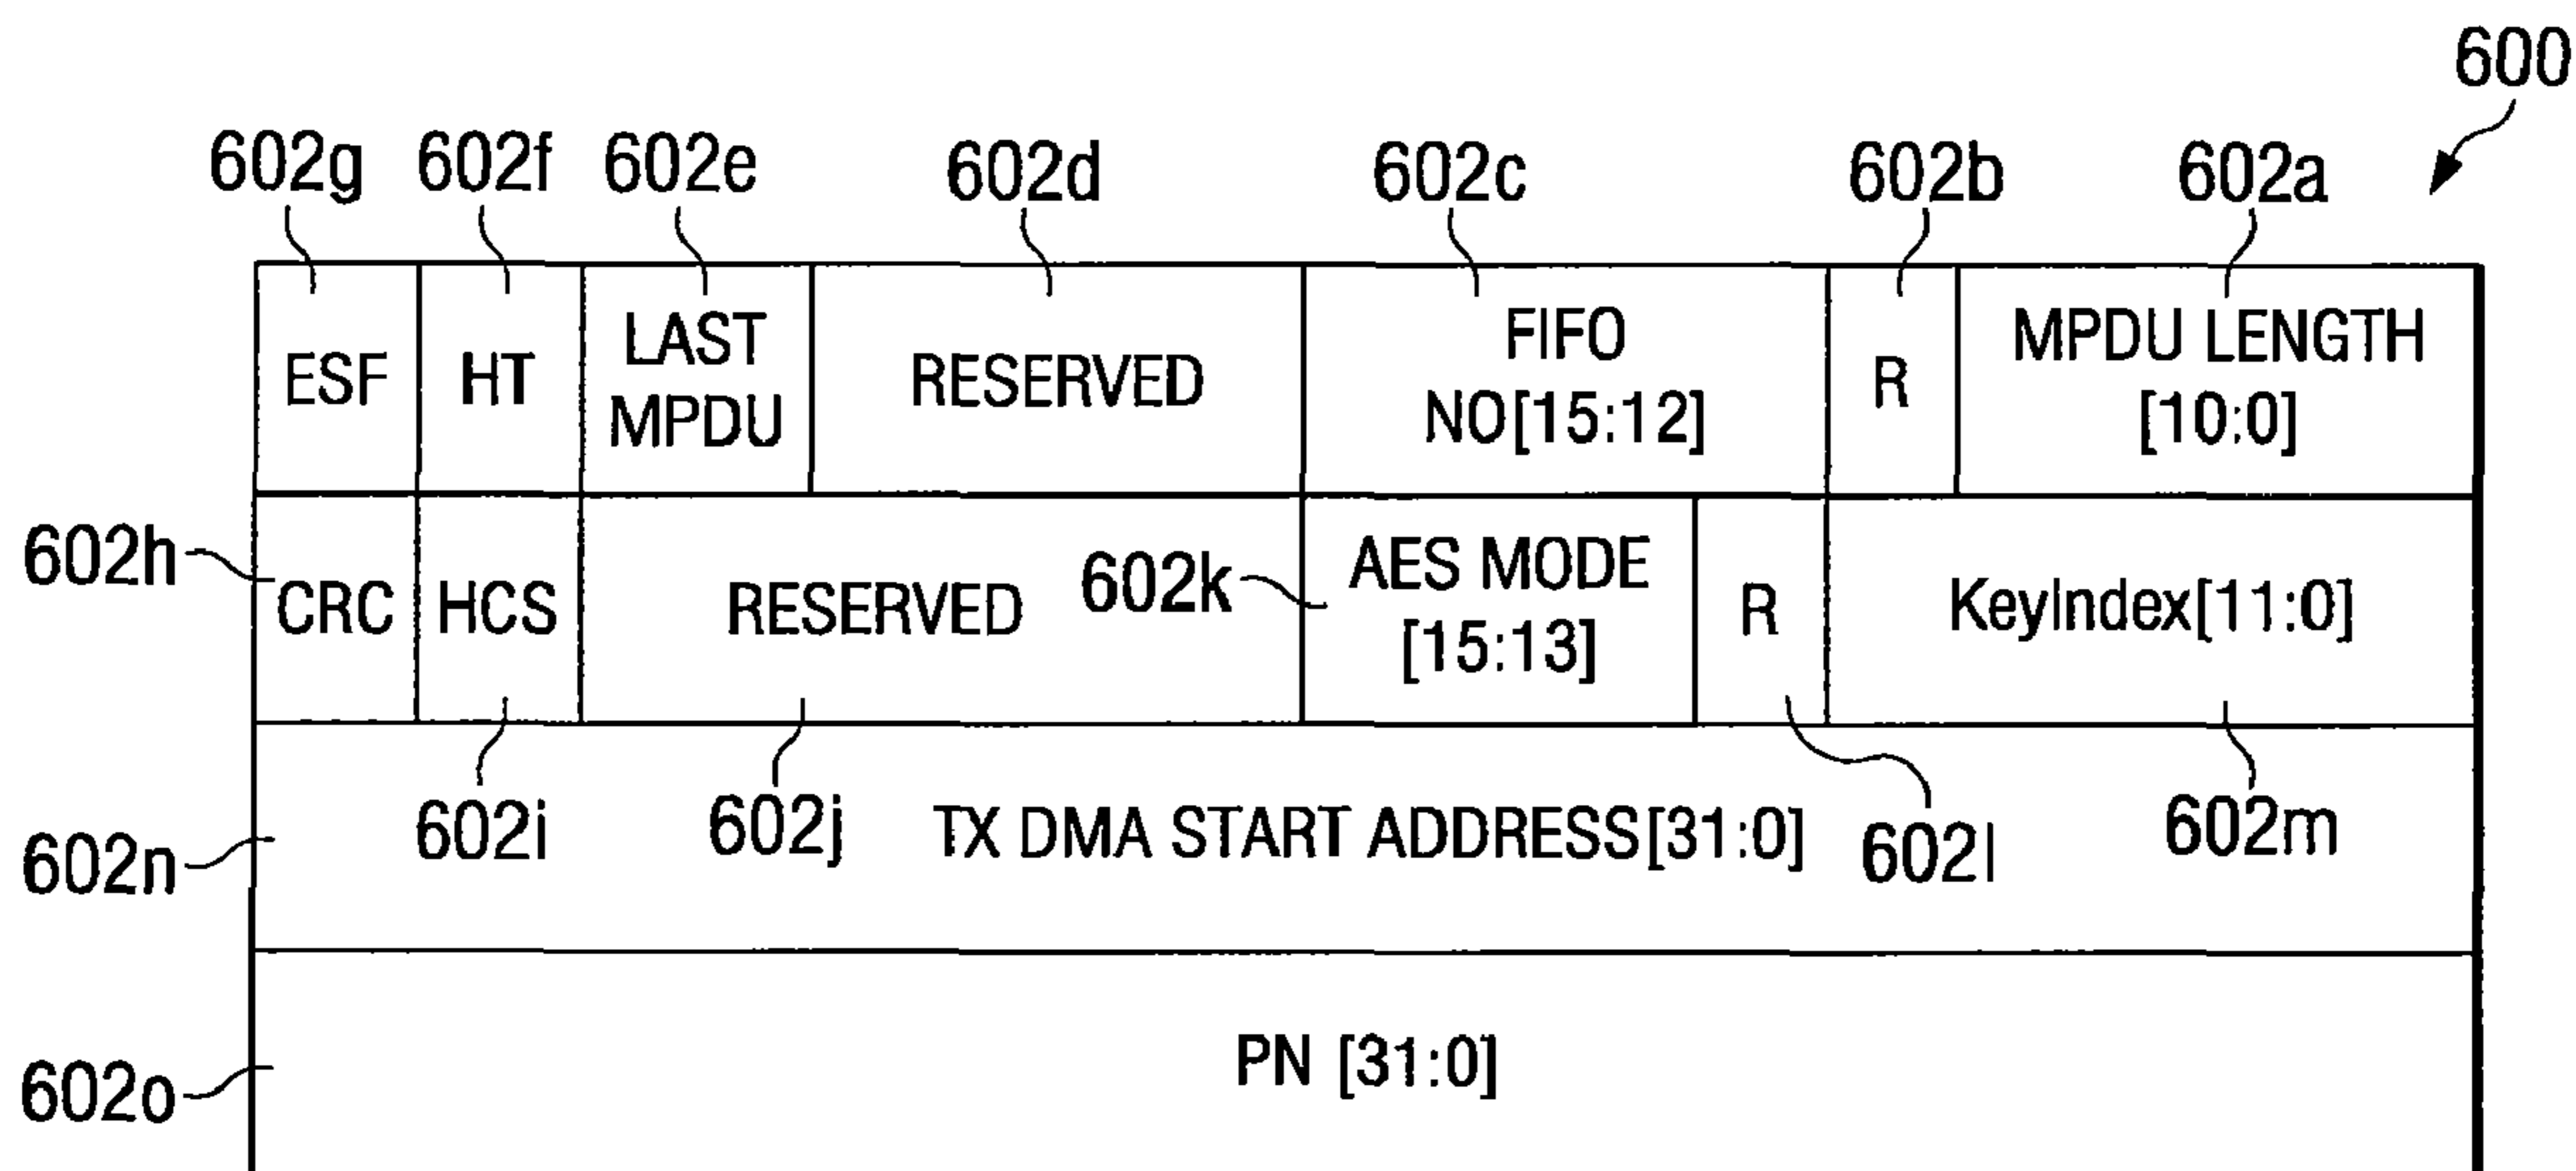 600
602g 602f 602e 602d 602c 602b 602a
ESF HT LAST MPDU RESERVED FIFO NO[15:12] R MPDU LENGTH [10:0]
602h CRC HCS RESERVED 602k AES MODE [15:13] R KeyIndex[11:0]
602n 602i 602j TX DMA START ADDRESS[31:0] 602l 602m
602o PN [31:0]